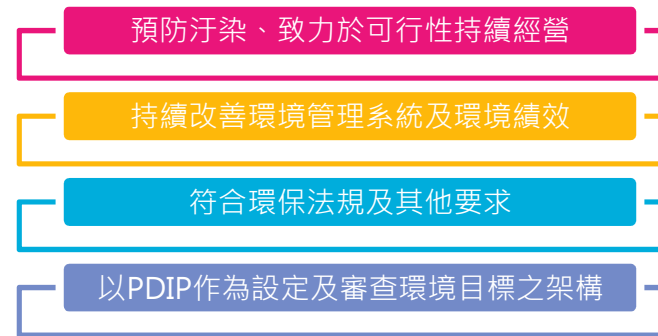 預防汙染、致力於可行性持續經營
持續改善環境管理系統及環境績效
符合環保法規及其他要求
以PDIP作為設定及審查環境目標之架構